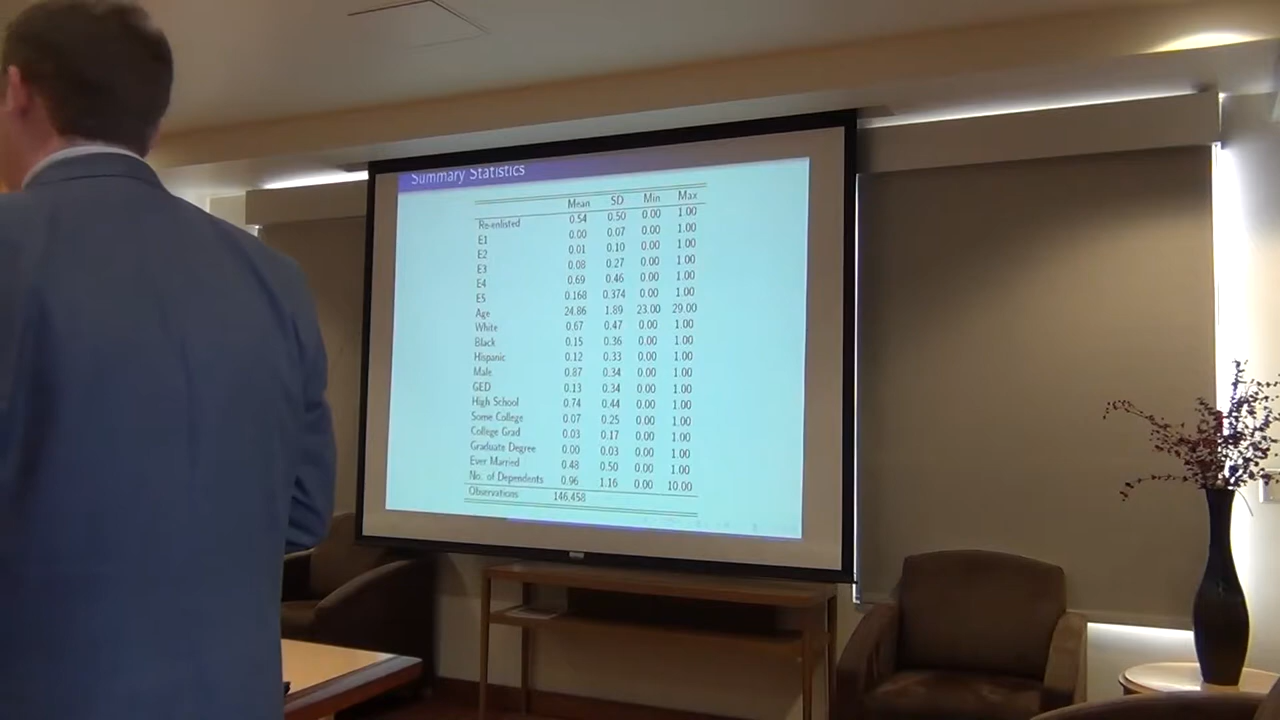 Summary Statistics
Mean SD Min Max
Re-enlisted 0.54 0.50 0.00 1.00
E1 0.00 0.07 0.00 1.00
E2 0.01 0.10 0.00 1.00
E3 0.08 0.27 0.00 1.00
E4 0.69 0.46 0.00 1.00
E5 0.168 0.374 0.00 1.00
Age 24.86 1.89 23.00 29.00
White 0.67 0.47 0.00 1.00
Black 0.15 0.36 0.00 1.00
Hispanic 0.12 0.33 0.00 1.00
Male 0.87 0.34 0.00 1.00
GED 0.13 0.34 0.00 1.00
High School 0.74 0.44 0.00 1.00
Some College 0.07 0.25 0.00 1.00
College Grad 0.03 0.17 0.00 1.00
Graduate Degree 0.00 0.03 0.00 1.00
Ever Married 0.48 0.50 0.00 1.00
No. of Dependents 0.96 1.16 0.00 10.00
Observations 146,458